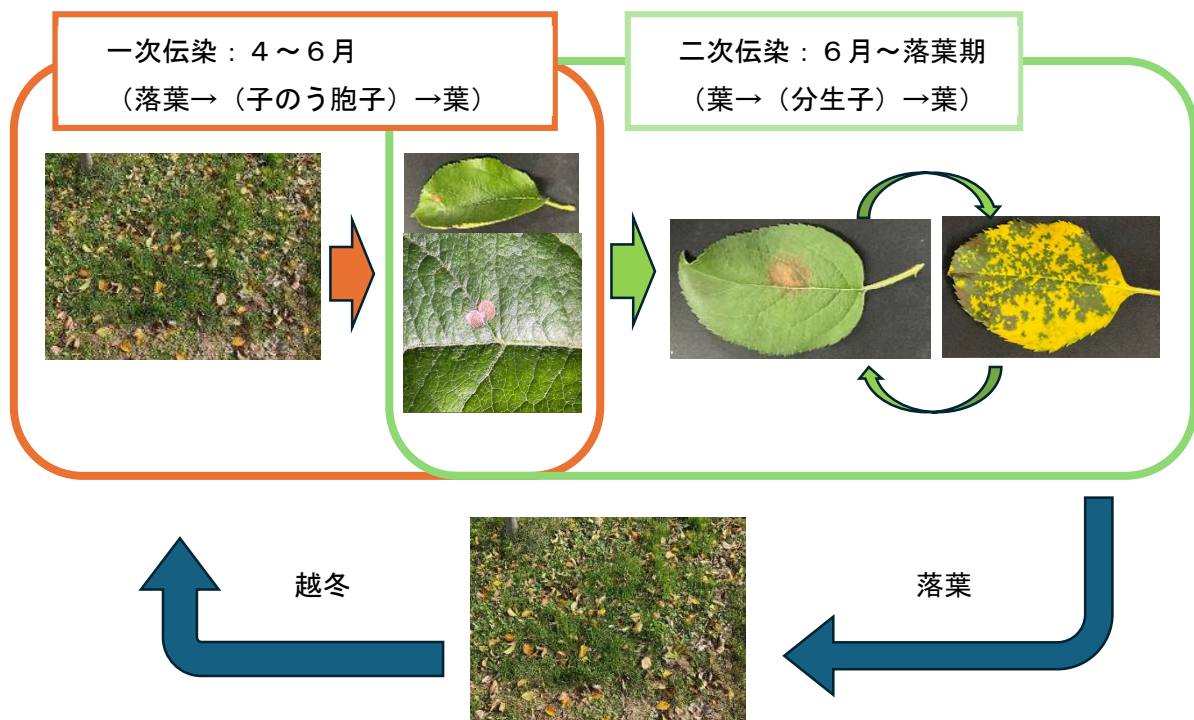 一次伝染：４～６月
（落葉→（子のう胞子）→葉）
二次伝染：６月～落葉期
（葉→（分生子）→葉）
越冬
落葉